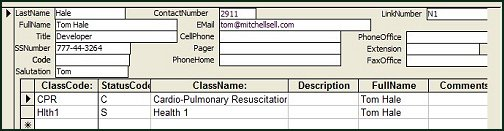 LastName Hale ContactNumber 2911 LinkNumber N1
FullName Tom Hale EMail tom@mitchellsell.com
Title Developer CellPhone PhoneOffice
SSNumber 777-44-3264 Pager Extension
Code PhoneHome FaxOffice
Salutation Tom
ClassCode: StatusCode ClassName: Description FullName Comments
CPR C Cardio-Pulmonary Resuscitation Tom Hale
Hlth1 S Health 1 Tom Hale